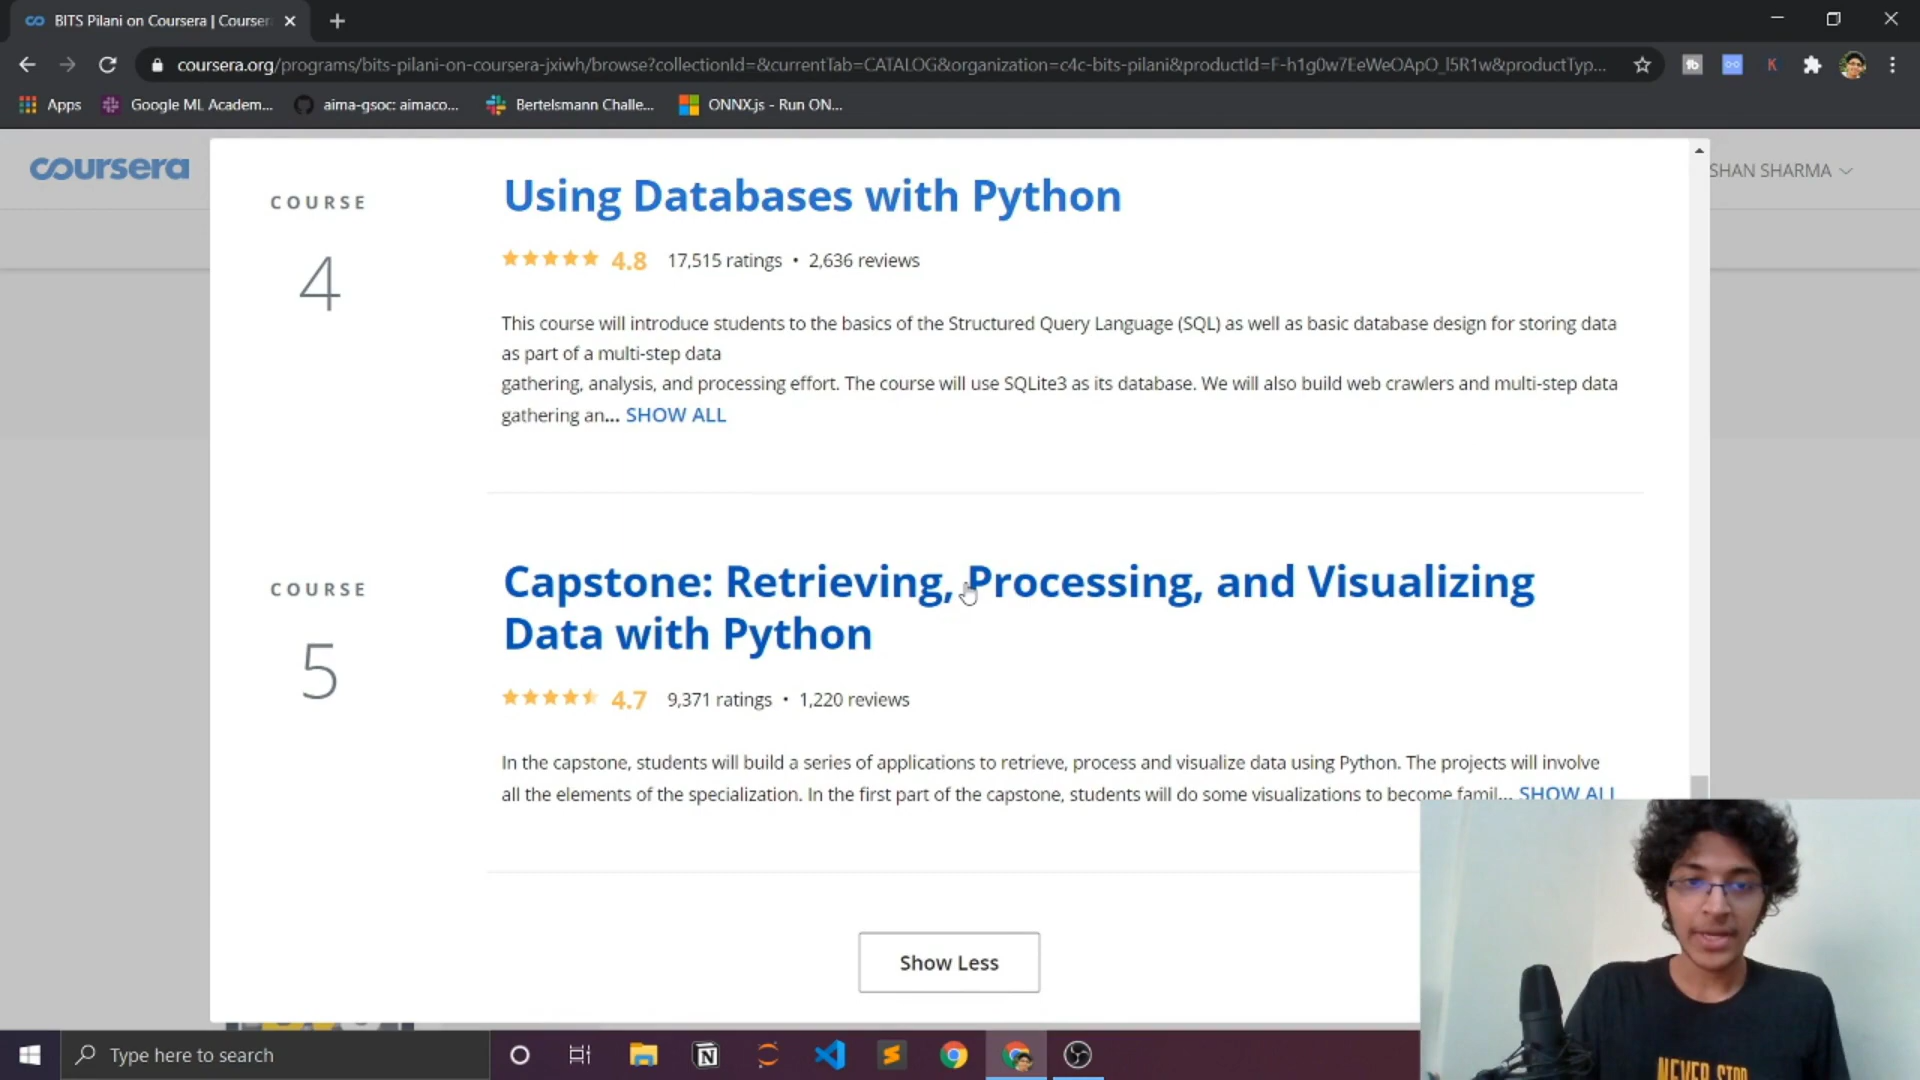 BITS Pilani on Coursera | Courser
coursera.org/programs/bits-pilani-on-coursera-jxiwh/browse?collectionId=&currentTab=CATALOG&organization=c4c-bits-pilani&productId=F-h1g0w7EeWeOApO_l5R1w&productTyp...
Apps
Google ML Academ...
aima-gsoc: aimaco...
Bertelsmann Challe...
ONNX.js - Run ON...
coursera
SHAN SHARMA
COURSE
4
Using Databases with Python
4.8 17,515 ratings • 2,636 reviews
This course will introduce students to the basics of the Structured Query Language (SQL) as well as basic database design for storing data
as part of a multi-step data
gathering, analysis, and processing effort. The course will use SQLite3 as its database. We will also build web crawlers and multi-step data
gathering an... SHOW ALL
COURSE
5
Capstone: Retrieving, Processing, and Visualizing
Data with Python
4.7 9,371 ratings • 1,220 reviews
In the capstone, students will build a series of applications to retrieve, process and visualize data using Python. The projects will involve
all the elements of the specialization. In the first part of the capstone, students will do some visualizations to become famil... SHOW ALL
Show Less
NEVER STOP
Type here to search